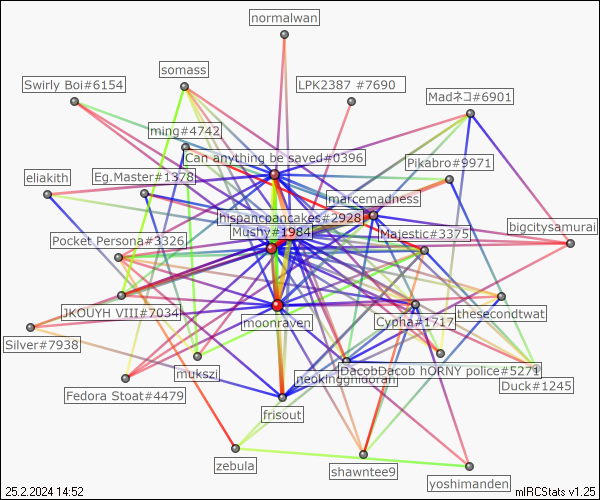 normalwan
somass
Swirly Boi#6154
LPK2387 #7690
Madネコ#6901
ming#4742
Can anything be saved#0396
Pikabro#9971
eliakith
Eg.Master#1378
marcemadness
hispancpancakes#2928
bigcitysamurai
Mushy#1984
Majestic#3375
Pocket Persona#3326
JKOUYH VIII#7034
thesecondtwat
moonraven
Cypha#1717
Silver#7938
mukszi
DacobDacob hORNY police#5271
neokingghidorah
Duck#1245
Fedora Stoat#4479
frisout
zebula
shawntee9
yoshimanden
25.2.2024 14:52
mIRCStats v1.25